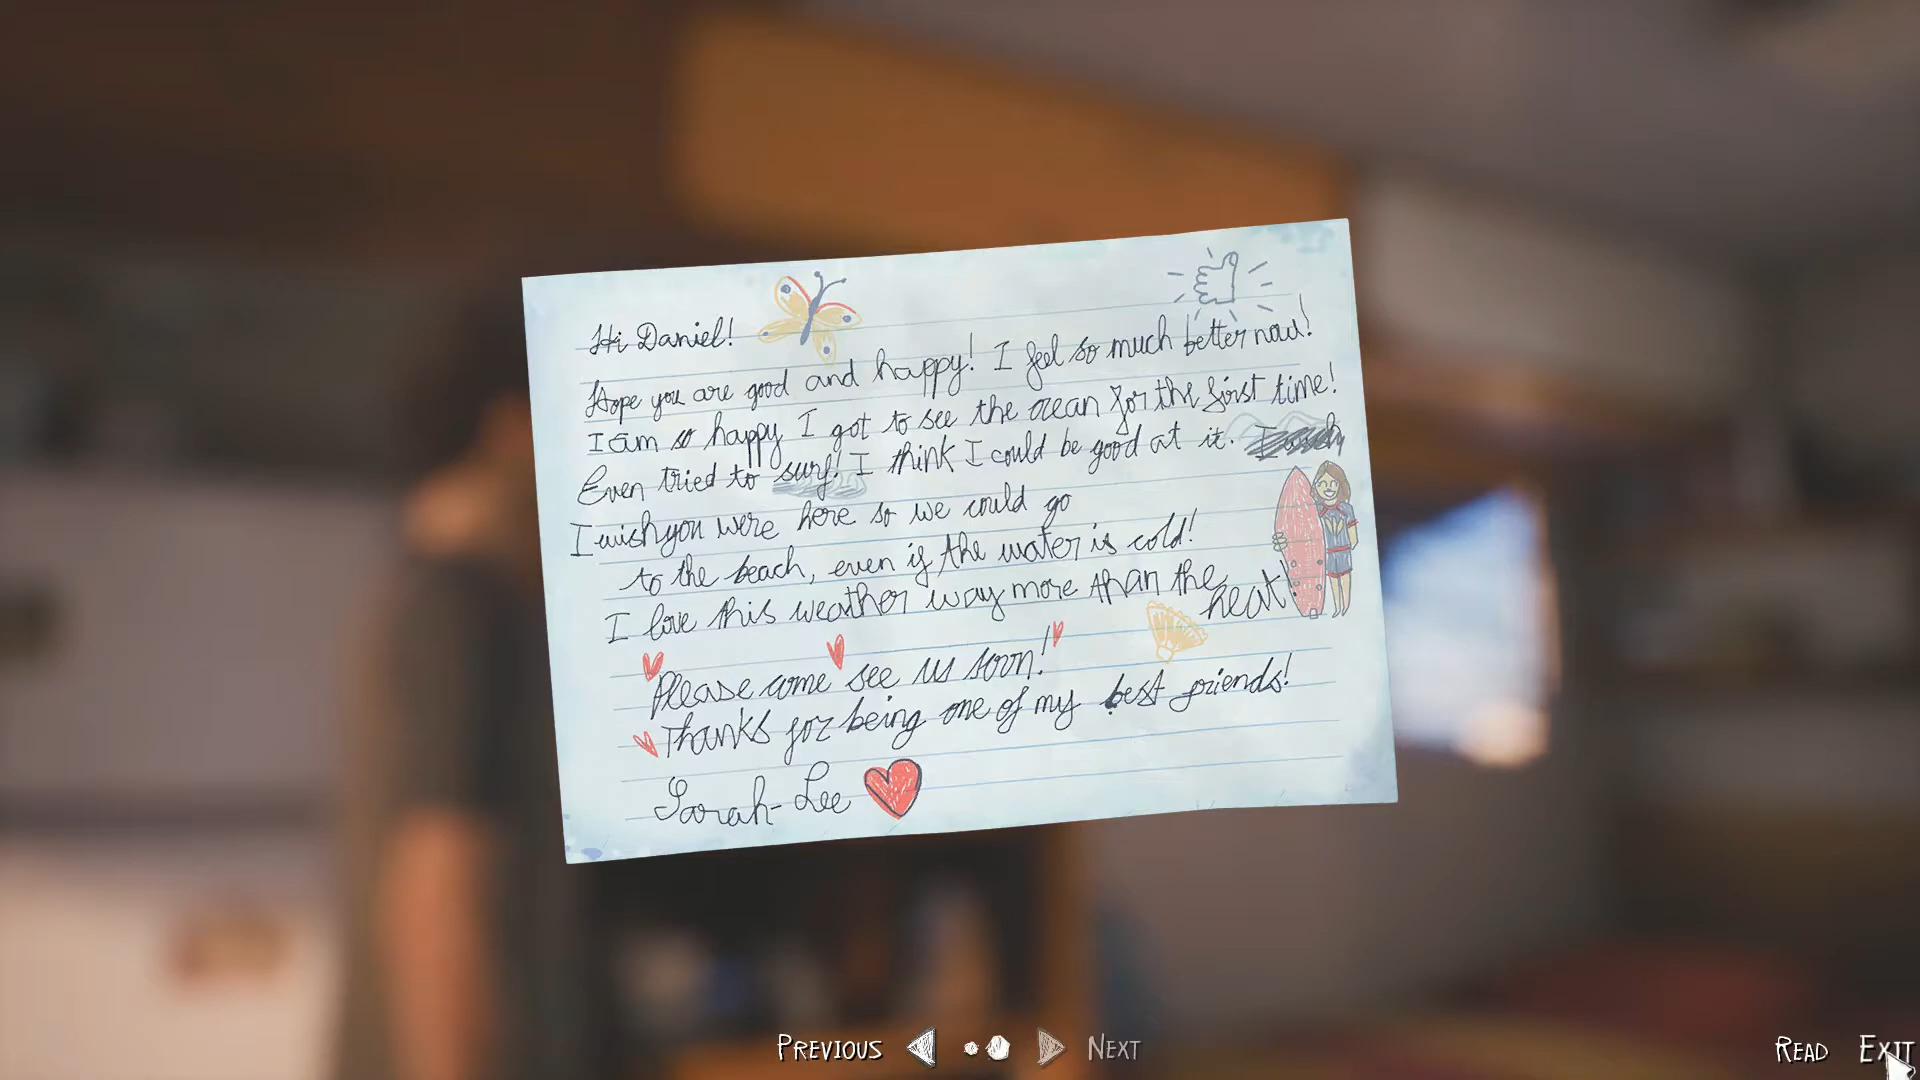 Hi Daniel!
Hope you are good and happy! I feel so much better now!
I am so happy I got to see the ocean for the first time!
Even tried to surf! I think I could be good at it.
I wish you were here so we could go
to the beach, even if the water is cold!
I love this weather way more than the heat!
Please come see us soon!
Thanks for being one of my best friends!
Sarah-Lee
PREVIOUS NEXT
READ EXIT